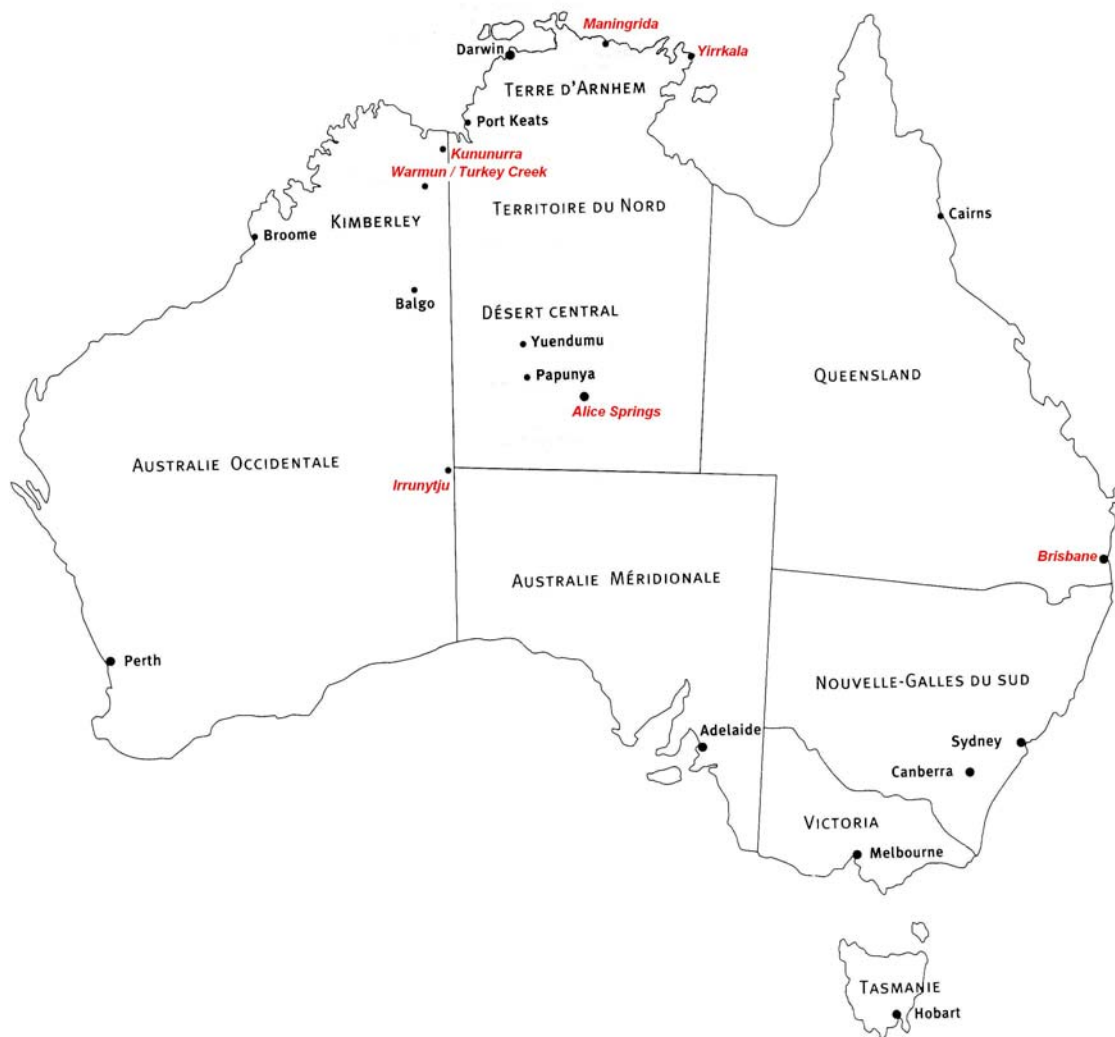 Maningrida
Darwin
Yirrkala
TERRE D'ARNHEM
Port Keats
Kununurra
Warmun / Turkey Creek
TERRITOIRE DU NORD
KIMBERLEY
Cairns
Broome
Balgo
DÉSERT CENTRAL
Yuendumu
Papunya
QUEENSLAND
Alice Springs
AUSTRALIE OCCIDENTALE
Irrunytju
Brisbane
AUSTRALIE MÉRIDIONALE
Perth
NOUVELLE-GALLES DU SUD
Adelaide
Sydney
Canberra
VICTORIA
Melbourne
TASMANIE
Hobart